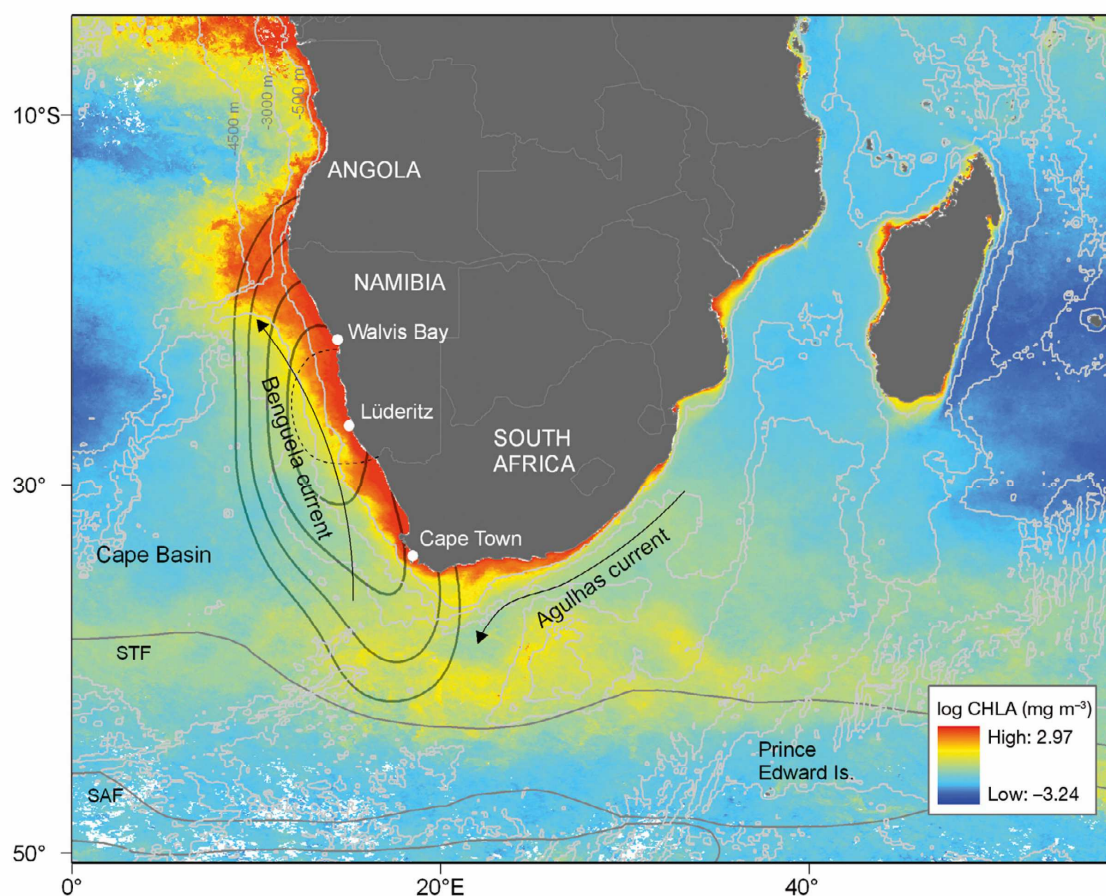 10°S
30°
50°
0°
20°E
40°
-4500 m
-3000 m
-500 m
ANGOLA
NAMIBIA
Walvis Bay
Lüderitz
SOUTH
AFRICA
Cape Town
Benguela current
Agulhas current
Cape Basin
STF
SAF
Prince
Edward Is.
log CHLA (mg m⁻³)
High: 2.97
Low: –3.24